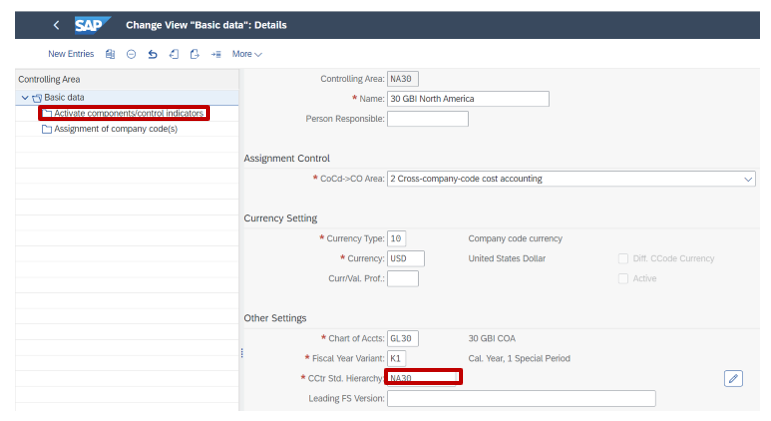 SAP Change View "Basic data": Details
New Entries More
Controlling Area
Basic data
Activate components/control indicators
Assignment of company code(s)
Controlling Area: NA30
* Name: 30 GBI North America
Person Responsible:
Assignment Control
* CoCd->CO Area: 2 Cross-company-code cost accounting
Currency Setting
* Currency Type: 10 Company code currency
* Currency: USD United States Dollar Diff. CCode Currency
Curr/Val. Prof.: Active
Other Settings
* Chart of Accts: GL30 30 GBI COA
* Fiscal Year Variant: K1 Cal. Year, 1 Special Period
* CCtr Std. Hierarchy: NA30
Leading FS Version: